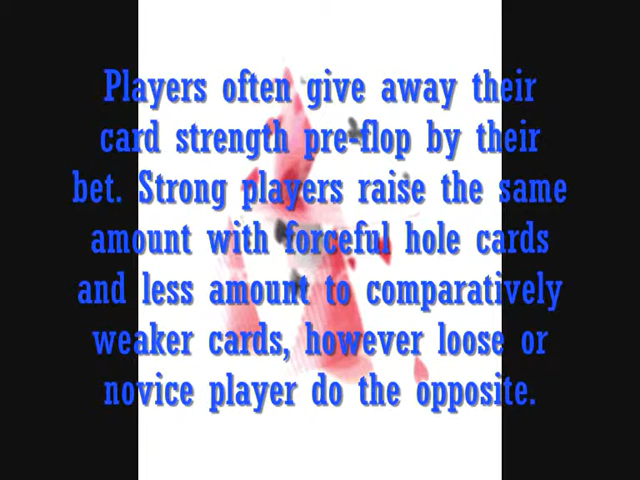 Players often give away their
card strength pre-flop by their
bet. Strong players raise the same
amount with forceful hole cards
and less amount to comparatively
weaker cards, however loose or
novice player do the opposite.